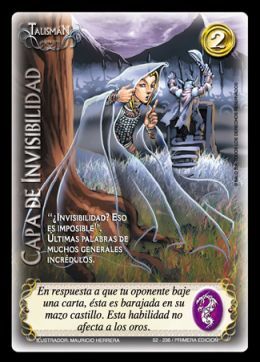 TALISMÁN
2
CAPA DE INVISIBILIDAD
"¿INVISIBILIDAD? ESO
ES IMPOSIBLE".
ÚLTIMAS PALABRAS DE
MUCHOS GENERALES
INCRÉDULOS.
En respuesta a que tu oponente baje
una carta, ésta es barajada en su
mazo castillo. Esta habilidad no
afecta a los oros.
ILUSTRADOR: MAURICIO HERRERA
S2 - 236 / PRIMERA EDICION